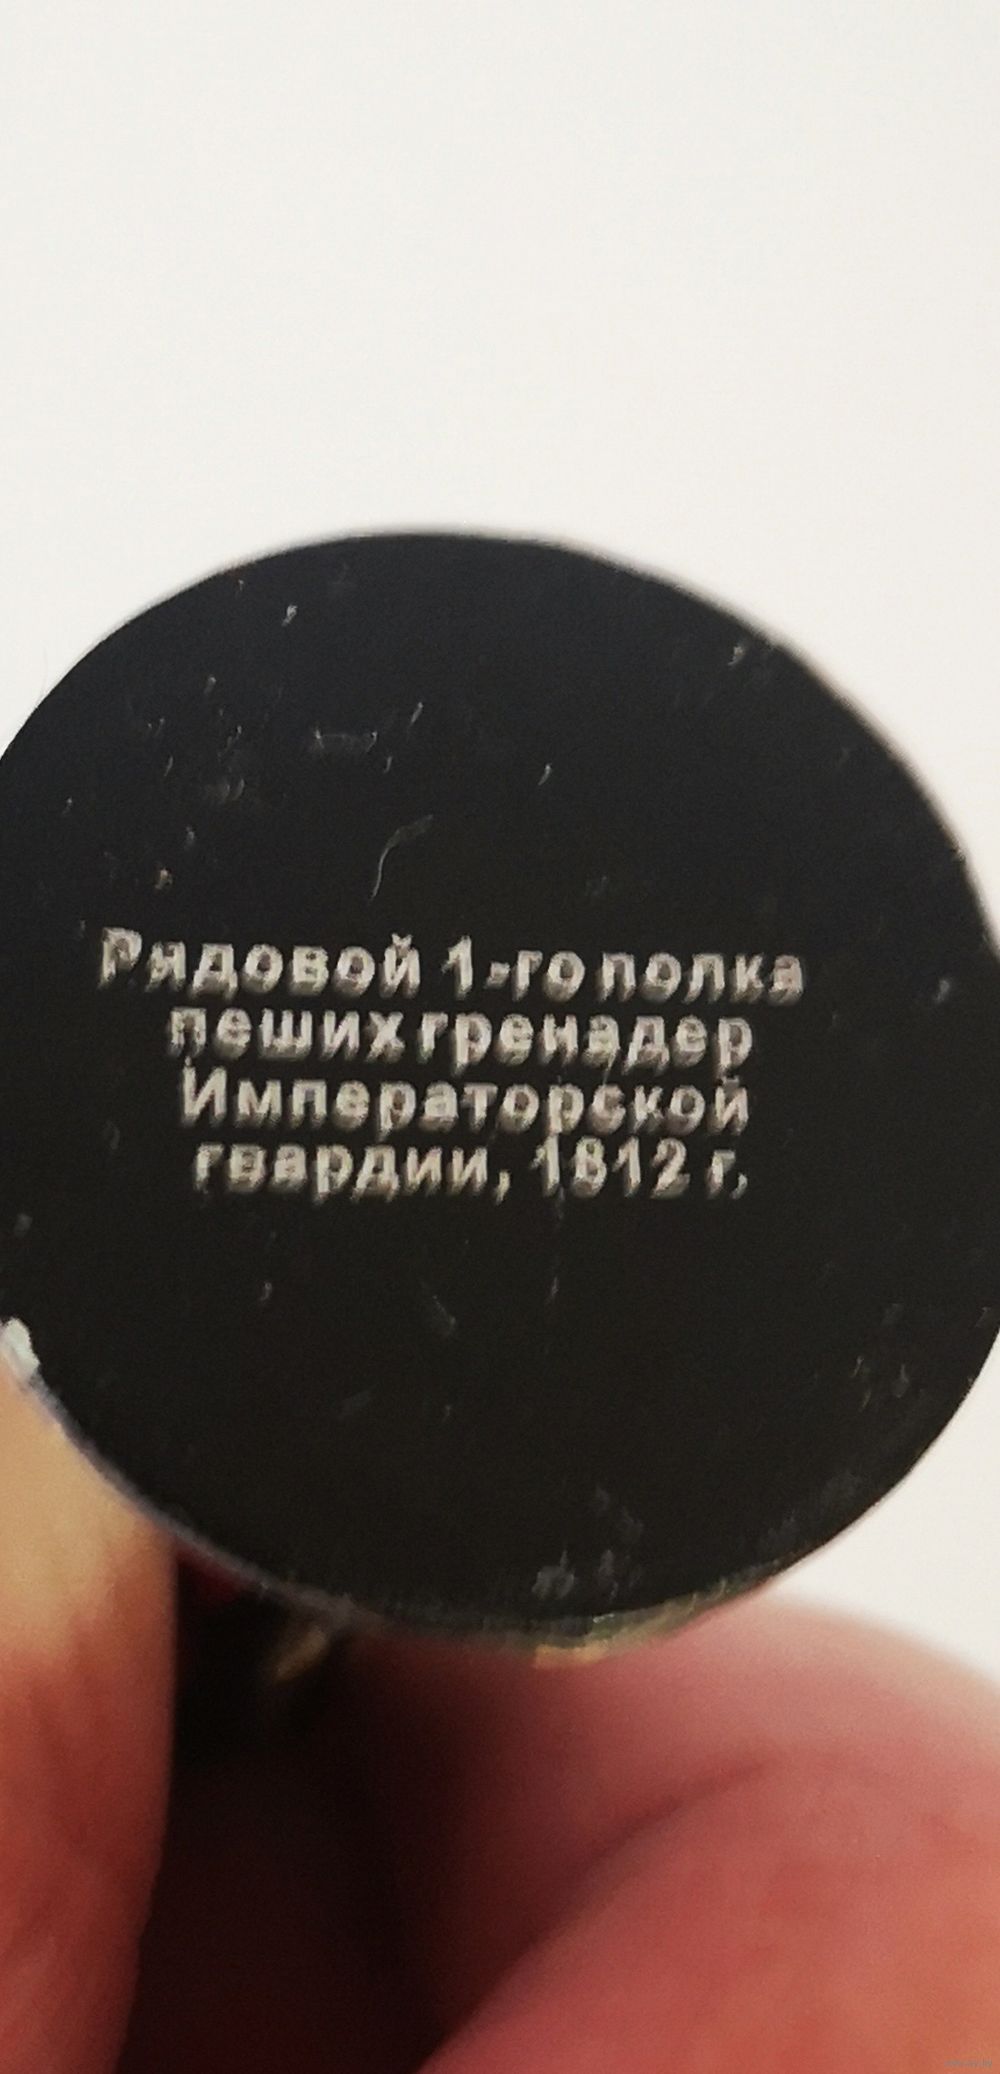 Рядовой 1-го полка
пеших гренадер
Императорской
гвардии, 1812 г.